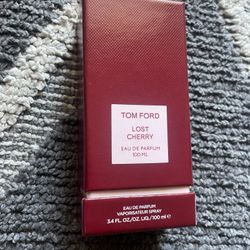 TOM FORD
LOST
CHERRY
EAU DE PARFUM
100 ML
EAU DE PARFUM
VAPORISATEUR SPRAY
3.4 FL.OZ./OZ. LIQ./100 ml ℮